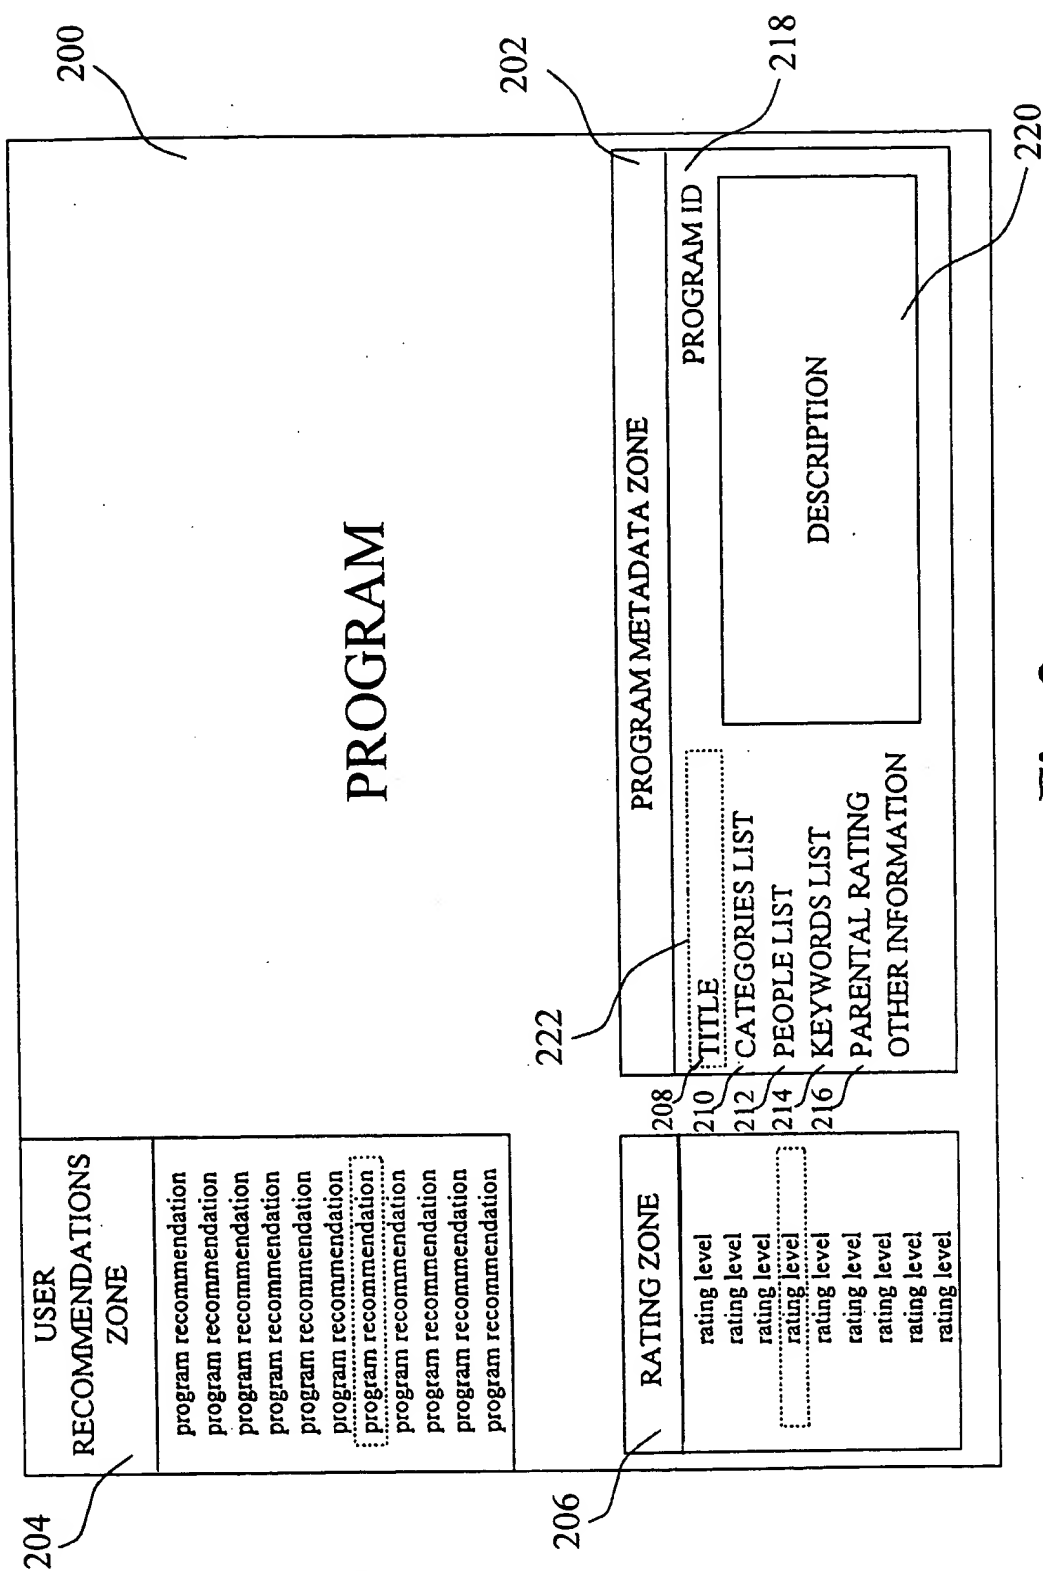 204
USER
RECOMMENDATIONS
ZONE
program recommendation
program recommendation
program recommendation
program recommendation
program recommendation
program recommendation
program recommendation
program recommendation
program recommendation
program recommendation
program recommendation
PROGRAM
200
206
RATING ZONE
rating level
rating level
rating level
rating level
rating level
rating level
rating level
rating level
rating level
222
202
PROGRAM METADATA ZONE
208 TITLE
210 CATEGORIES LIST
212 PEOPLE LIST
214 KEYWORDS LIST
216 PARENTAL RATING
OTHER INFORMATION
PROGRAM ID
218
DESCRIPTION
220